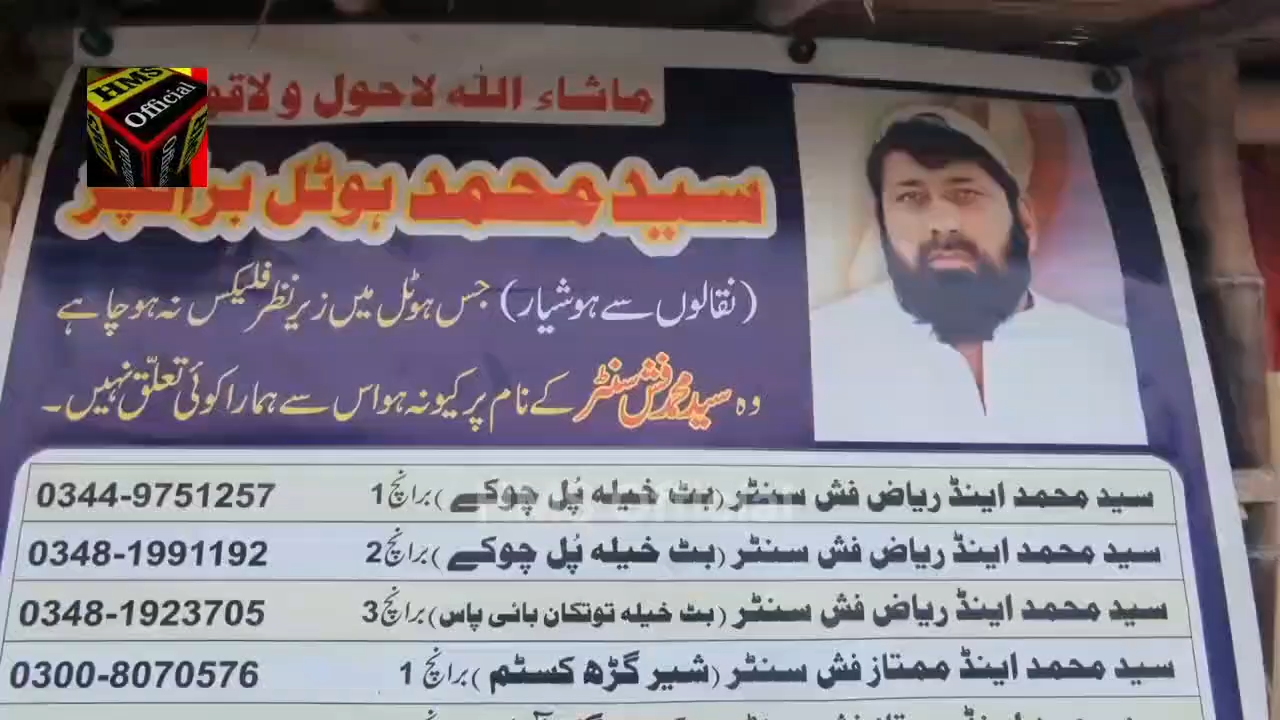 ماشاء اللہ لاحول ولاقو
HMS
Official
سید محمد ہوٹل برانچز
(نقالوں سے ہوشیار) جس ہوٹل میں زیر نظر فلیکس نہ ہو چاہے
وہ سید محمد فش سنٹر کے نام پر کیو نہ ہو اس سے ہمارا کوئی تعلّق نہیں۔
سید محمد اینڈ ریاض فش سنٹر (بٹ خیلہ پُل چوکے) برانچ 1 0344-9751257
سید محمد اینڈ ریاض فش سنٹر (بٹ خیلہ پُل چوکے) برانچ 2 0348-1991192
سید محمد اینڈ ریاض فش سنٹر (بٹ خیلہ توتکان بائی پاس) برانچ 3 0348-1923705
سید محمد اینڈ ممتاز فش سنٹر (شیر گڑھ کسٹم) برانچ 1 0300-8070576